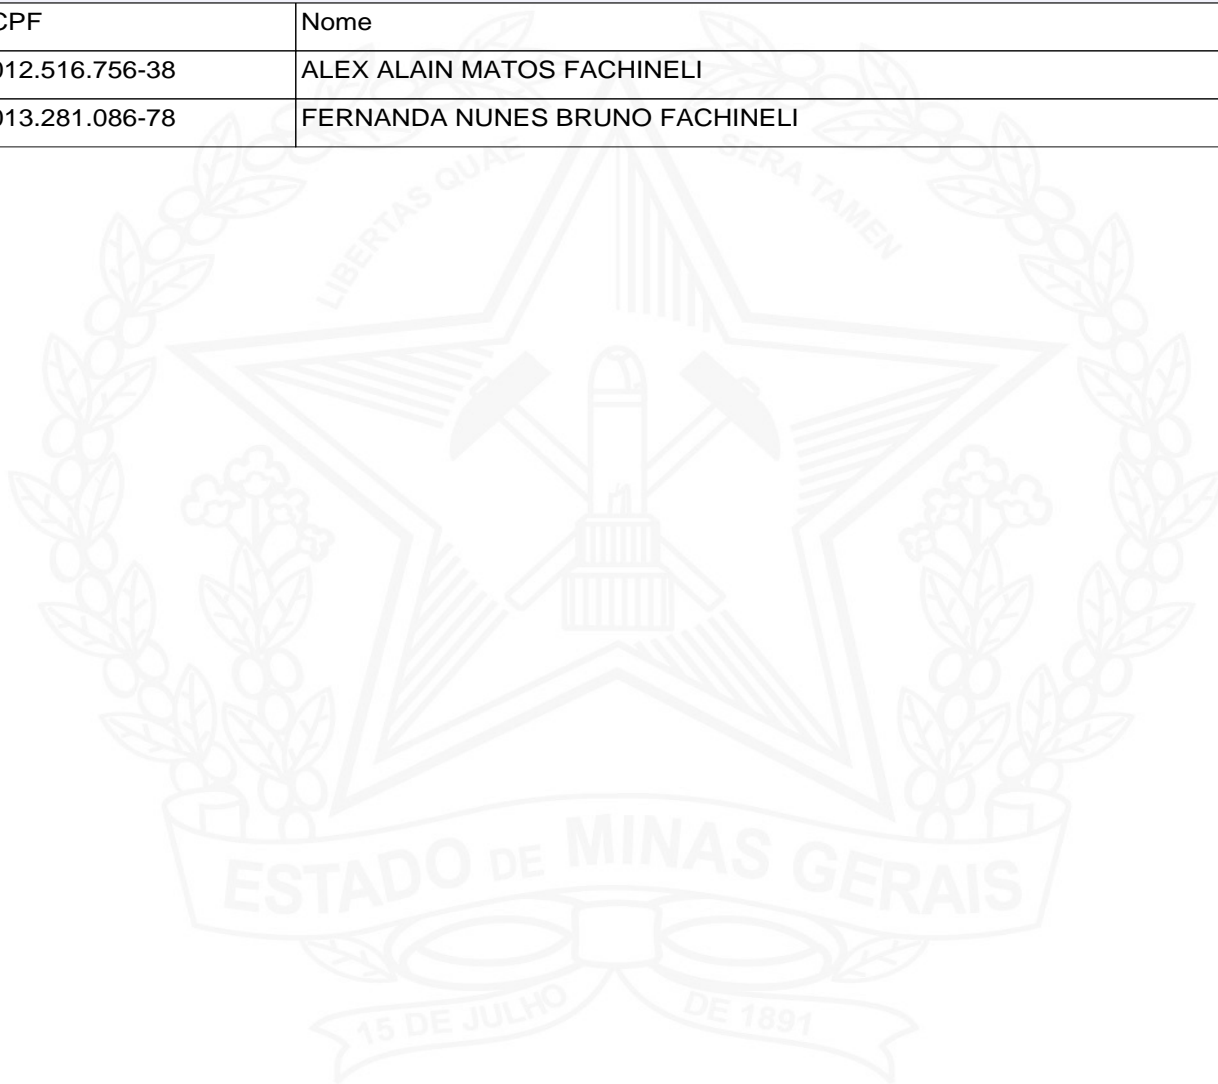 CPF Nome
012.516.756-38 ALEX ALAIN MATOS FACHINELI
013.281.086-78 FERNANDA NUNES BRUNO FACHINELI
LIBERTAS QUAE SERA TAMEN
ESTADO DE MINAS GERAIS
15 DE JULHO DE 1891